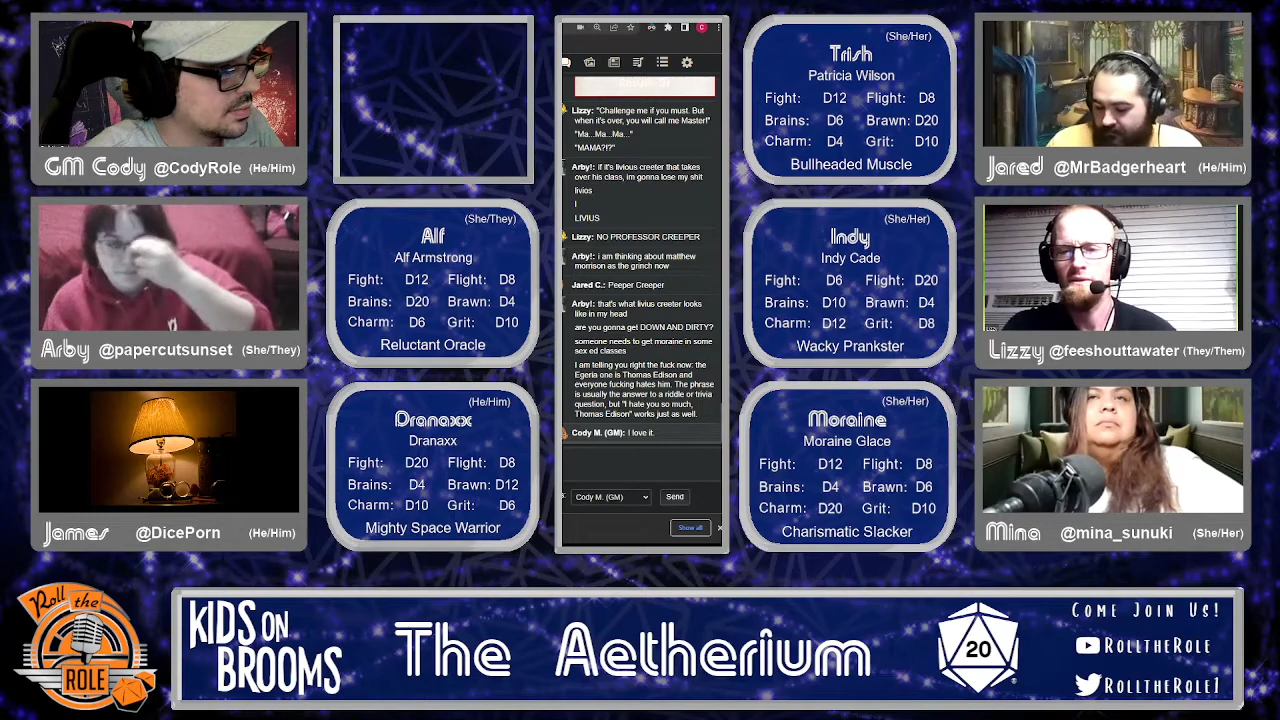 GM Cody @CodyRole (He/Him)
Arby @papercutsunset (She/They)
James @DicePorn (He/Him)
(She/They)
Alf
Alf Armstrong
Fight: D12 Flight: D8
Brains: D20 Brawn: D4
Charm: D6 Grit: D10
Reluctant Oracle
(He/Him)
Dranaxx
Dranaxx
Fight: D20 Flight: D8
Brains: D4 Brawn: D12
Charm: D10 Grit: D6
Mighty Space Warrior
Lizzy: "Challenge me if you must. But
when it's over, you will call me Master!"
"Ma...Ma...Ma..."
"MAMA?!?"
Arby!: if it's livious creeter that takes
over his class, im gonna lose my shit
livios
I
LIVIUS
Lizzy: NO PROFESSOR CREEPER
Arby!: i am thinking about matthew
morrison as the grinch now
Jared C.: Peeper Creeper
Arby!: that's what livius creeter looks
like in my head
are you gonna get DOWN AND DIRTY?
someone needs to get moraine in some
sex ed classes
I am telling you right the fuck now: the
Egeria one is Thomas Edison and
everyone fucking hates him. The phrase
is usually the answer to a riddle or trivia
question, but "I hate you so much,
Thomas Edison" works just as well.
Cody M. (GM): I love it.
Cody M. (GM) Send
Show all
(She/Her)
Trish
Patricia Wilson
Fight: D12 Flight: D8
Brains: D6 Brawn: D20
Charm: D4 Grit: D10
Bullheaded Muscle
(She/Her)
Indy
Indy Cade
Fight: D6 Flight: D20
Brains: D10 Brawn: D4
Charm: D12 Grit: D8
Wacky Prankster
(She/Her)
Moraine
Moraine Glace
Fight: D12 Flight: D8
Brains: D4 Brawn: D6
Charm: D20 Grit: D10
Charismatic Slacker
Jared @MrBadgerheart (He/Him)
Lizzy @feeshouttawater (They/Them)
Mina @mina_sunuki (She/Her)
Roll the
ROLE
KIDS ON
BROOMS
The Aetherium
20
Come Join Us!
RolltheRole
RolltheRole1